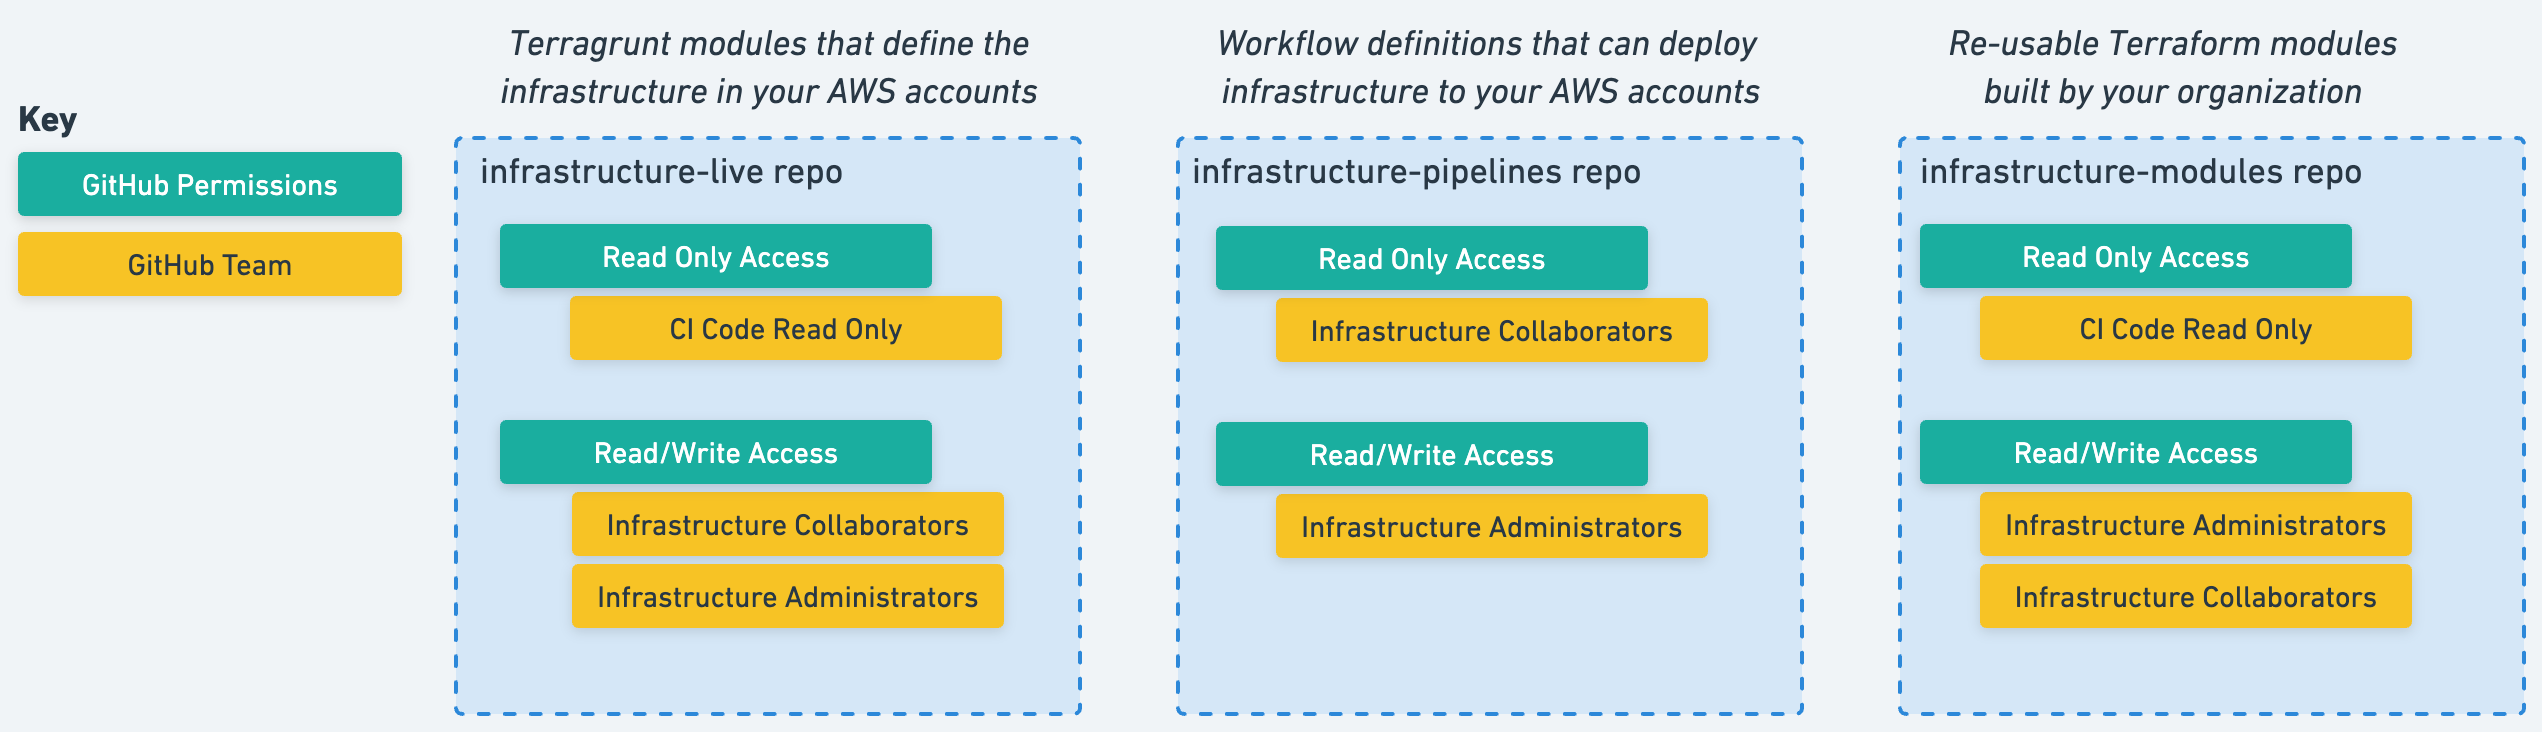 Key
GitHub Permissions
GitHub Team
Terragrunt modules that define the
infrastructure in your AWS accounts
infrastructure-live repo
Read Only Access
CI Code Read Only
Read/Write Access
Infrastructure Collaborators
Infrastructure Administrators
Workflow definitions that can deploy
infrastructure to your AWS accounts
infrastructure-pipelines repo
Read Only Access
Infrastructure Collaborators
Read/Write Access
Infrastructure Administrators
Re-usable Terraform modules
built by your organization
infrastructure-modules repo
Read Only Access
CI Code Read Only
Read/Write Access
Infrastructure Administrators
Infrastructure Collaborators